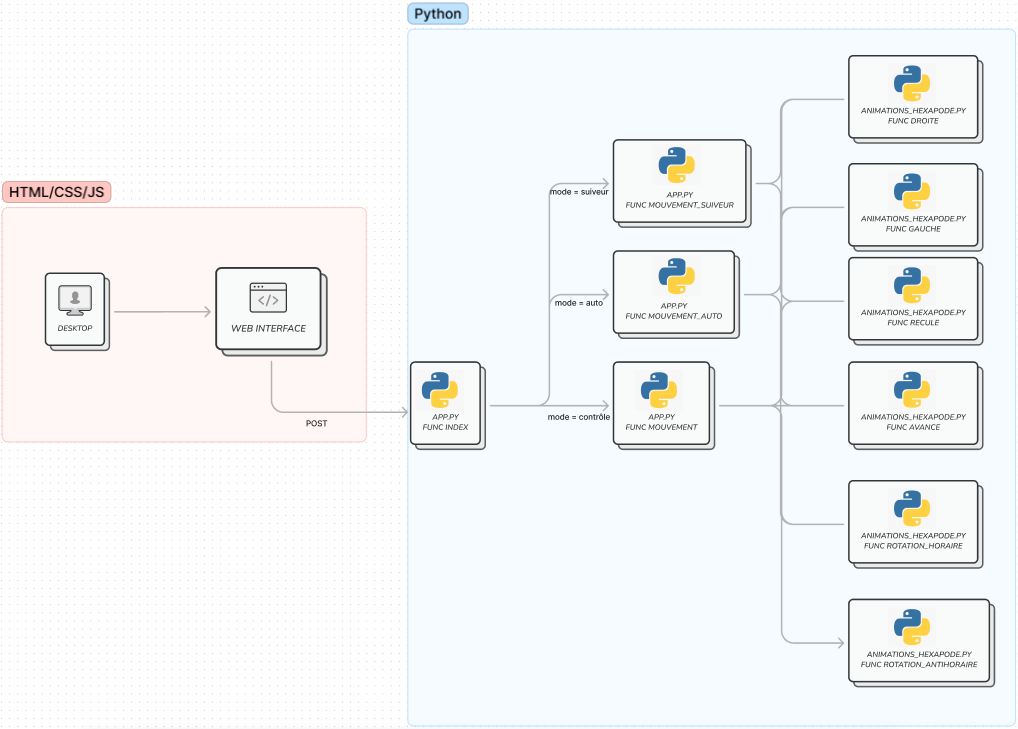 Python
HTML/CSS/JS
DESKTOP
WEB INTERFACE
POST
APP.PY
FUNC INDEX
mode = suiveur
mode = auto
mode = contrôle
APP.PY
FUNC MOUVEMENT_SUIVEUR
APP.PY
FUNC MOUVEMENT_AUTO
APP.PY
FUNC MOUVEMENT
ANIMATIONS_HEXAPODE.PY
FUNC DROITE
ANIMATIONS_HEXAPODE.PY
FUNC GAUCHE
ANIMATIONS_HEXAPODE.PY
FUNC RECULE
ANIMATIONS_HEXAPODE.PY
FUNC AVANCE
ANIMATIONS_HEXAPODE.PY
FUNC ROTATION_HORAIRE
ANIMATIONS_HEXAPODE.PY
FUNC ROTATION_ANTIHORAIRE